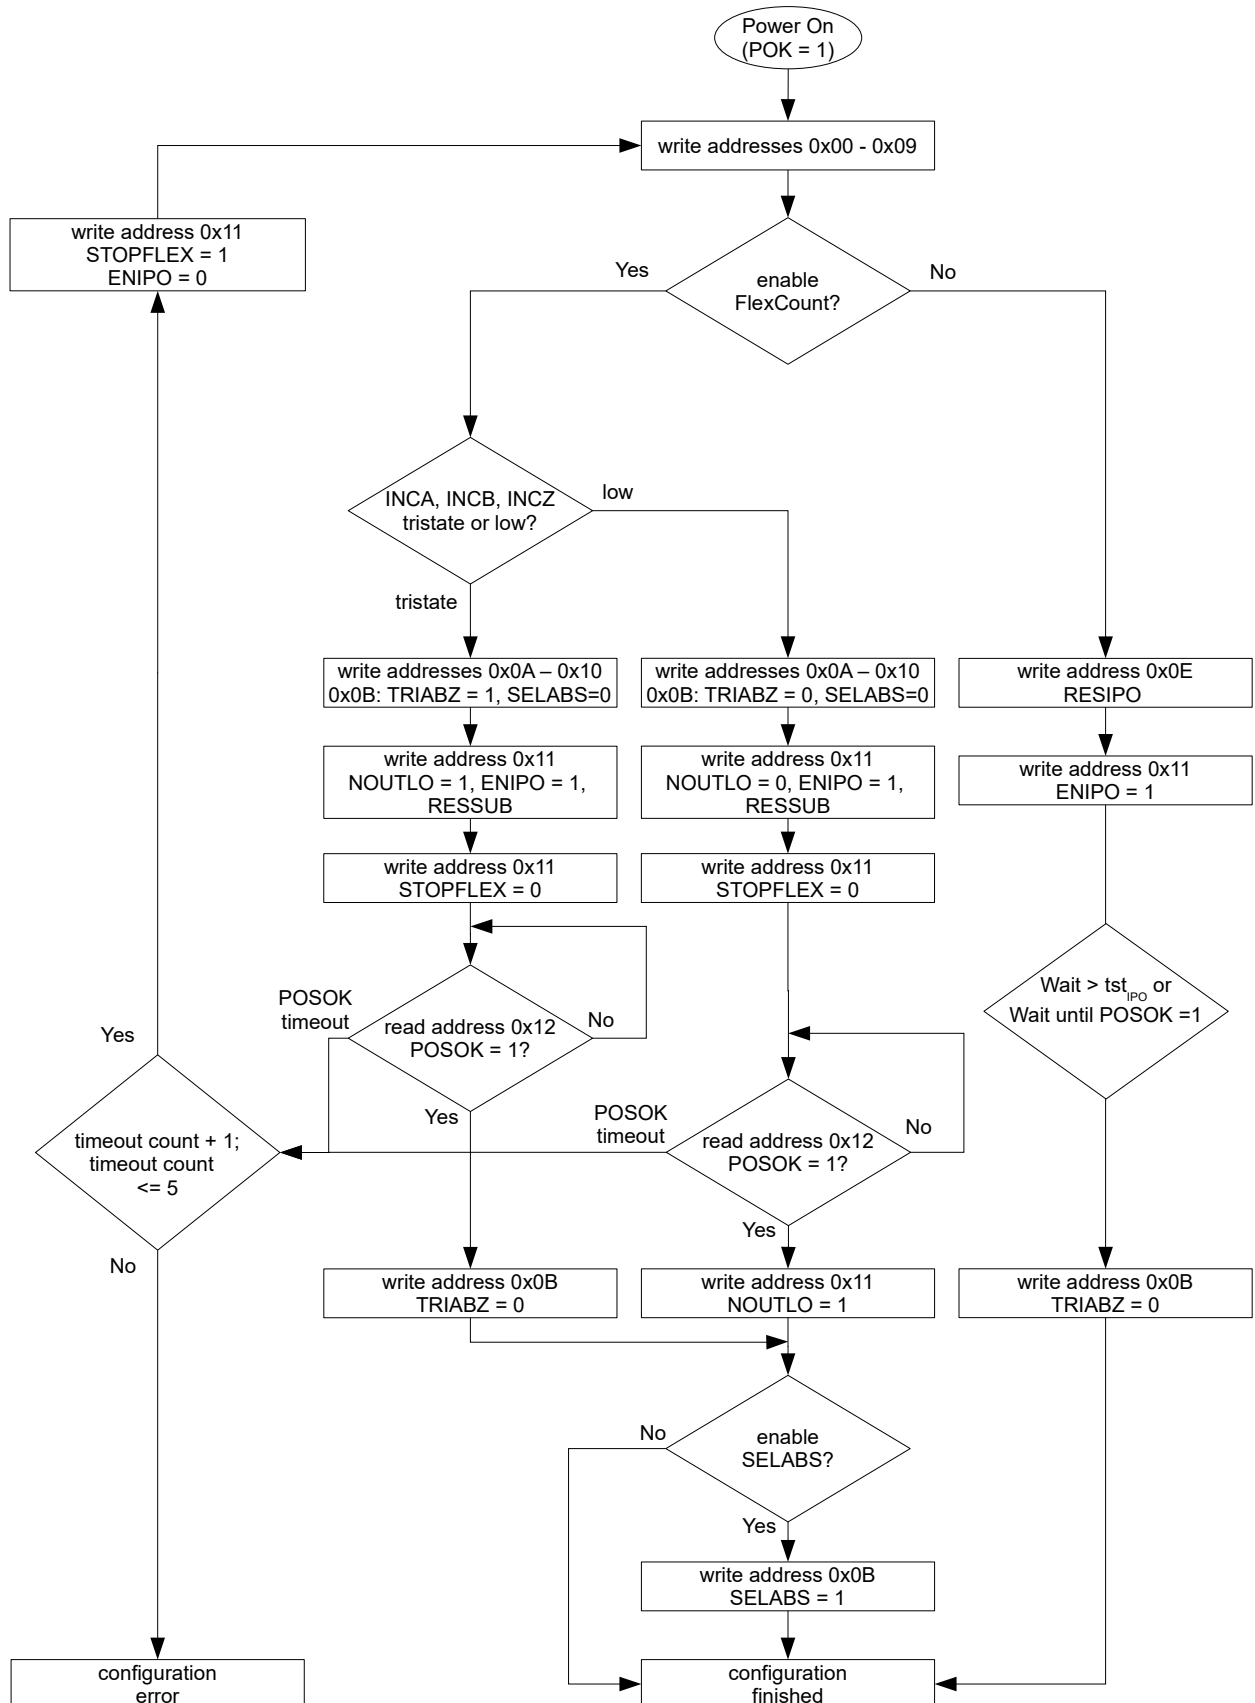 Power On
(POK = 1)
write addresses 0x00 - 0x09
write address 0x11
STOPFLEX = 1
ENIPO = 0
Yes
enable
FlexCount?
No
INCA, INCB, INCZ
tristate or low?
low
tristate
write addresses 0x0A – 0x10
0x0B: TRIABZ = 1, SELABS=0
write addresses 0x0A – 0x10
0x0B: TRIABZ = 0, SELABS=0
write address 0x0E
RESIPO
write address 0x11
NOUTLO = 1, ENIPO = 1,
RESSUB
write address 0x11
NOUTLO = 0, ENIPO = 1,
RESSUB
write address 0x11
ENIPO = 1
write address 0x11
STOPFLEX = 0
write address 0x11
STOPFLEX = 0
POSOK
timeout
read address 0x12
POSOK = 1?
No
Yes
Wait > tst_IPO or
Wait until POSOK =1
Yes
timeout count + 1;
timeout count
<= 5
No
POSOK
timeout
read address 0x12
POSOK = 1?
No
Yes
write address 0x0B
TRIABZ = 0
write address 0x11
NOUTLO = 1
write address 0x0B
TRIABZ = 0
No
enable
SELABS?
Yes
write address 0x0B
SELABS = 1
configuration
error
configuration
finished